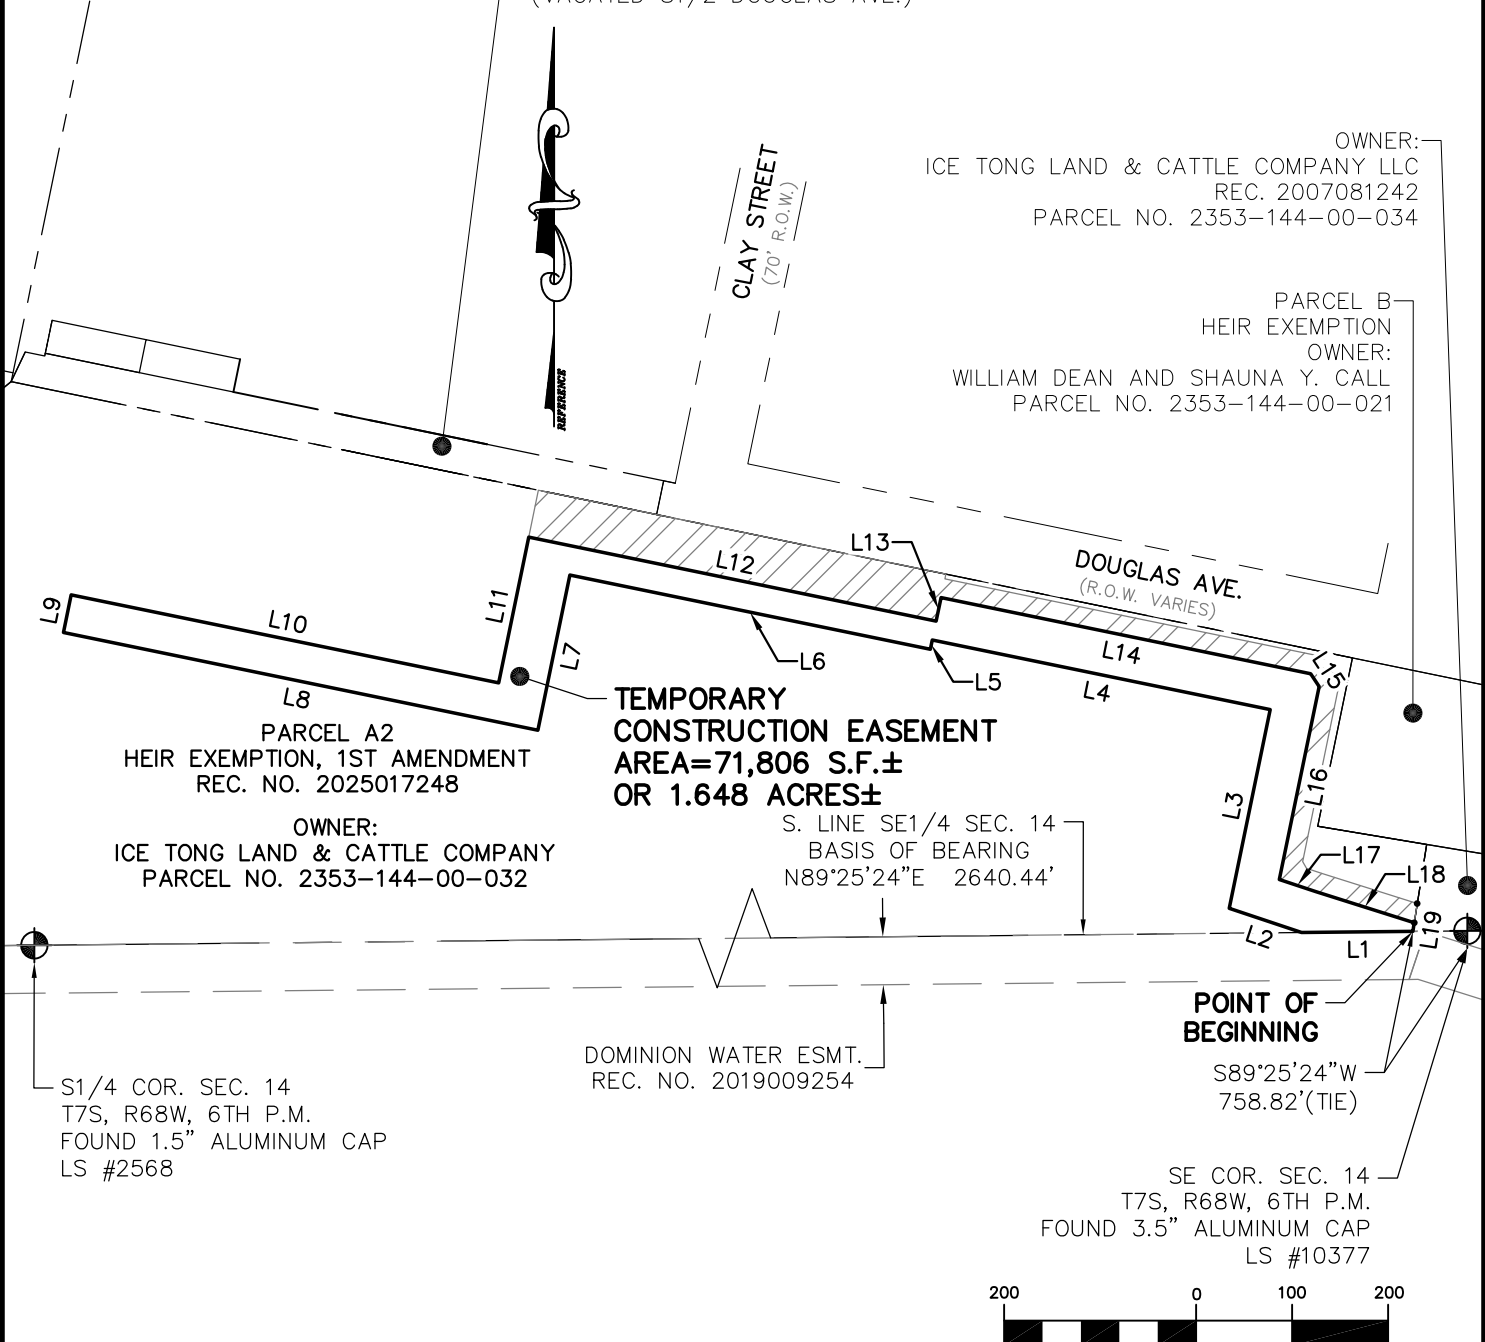 (VACATED S1/2 DOUGLAS AVE.)
OWNER:
ICE TONG LAND & CATTLE COMPANY LLC
REC. 2007081242
PARCEL NO. 2353-144-00-034
CLAY STREET
(70' R.O.W.)
PARCEL B
HEIR EXEMPTION
OWNER:
WILLIAM DEAN AND SHAUNA Y. CALL
PARCEL NO. 2353-144-00-021
REFERENCE
L13
L12
DOUGLAS AVE.
(R.O.W. VARIES)
L9
L10
L11
L7
L6
L5
L14
L4
L15
L8
TEMPORARY
CONSTRUCTION EASEMENT
AREA=71,806 S.F.±
OR 1.648 ACRES±
PARCEL A2
HEIR EXEMPTION, 1ST AMENDMENT
REC. NO. 2025017248
OWNER:
ICE TONG LAND & CATTLE COMPANY
PARCEL NO. 2353-144-00-032
L3
L16
S. LINE SE1/4 SEC. 14
BASIS OF BEARING
N89°25'24"E 2640.44'
L17
L18
L2
L1
L19
POINT OF
BEGINNING
S89°25'24"W
758.82'(TIE)
DOMINION WATER ESMT.
REC. NO. 2019009254
S1/4 COR. SEC. 14
T7S, R68W, 6TH P.M.
FOUND 1.5" ALUMINUM CAP
LS #2568
SE COR. SEC. 14
T7S, R68W, 6TH P.M.
FOUND 3.5" ALUMINUM CAP
LS #10377
200 0 100 200